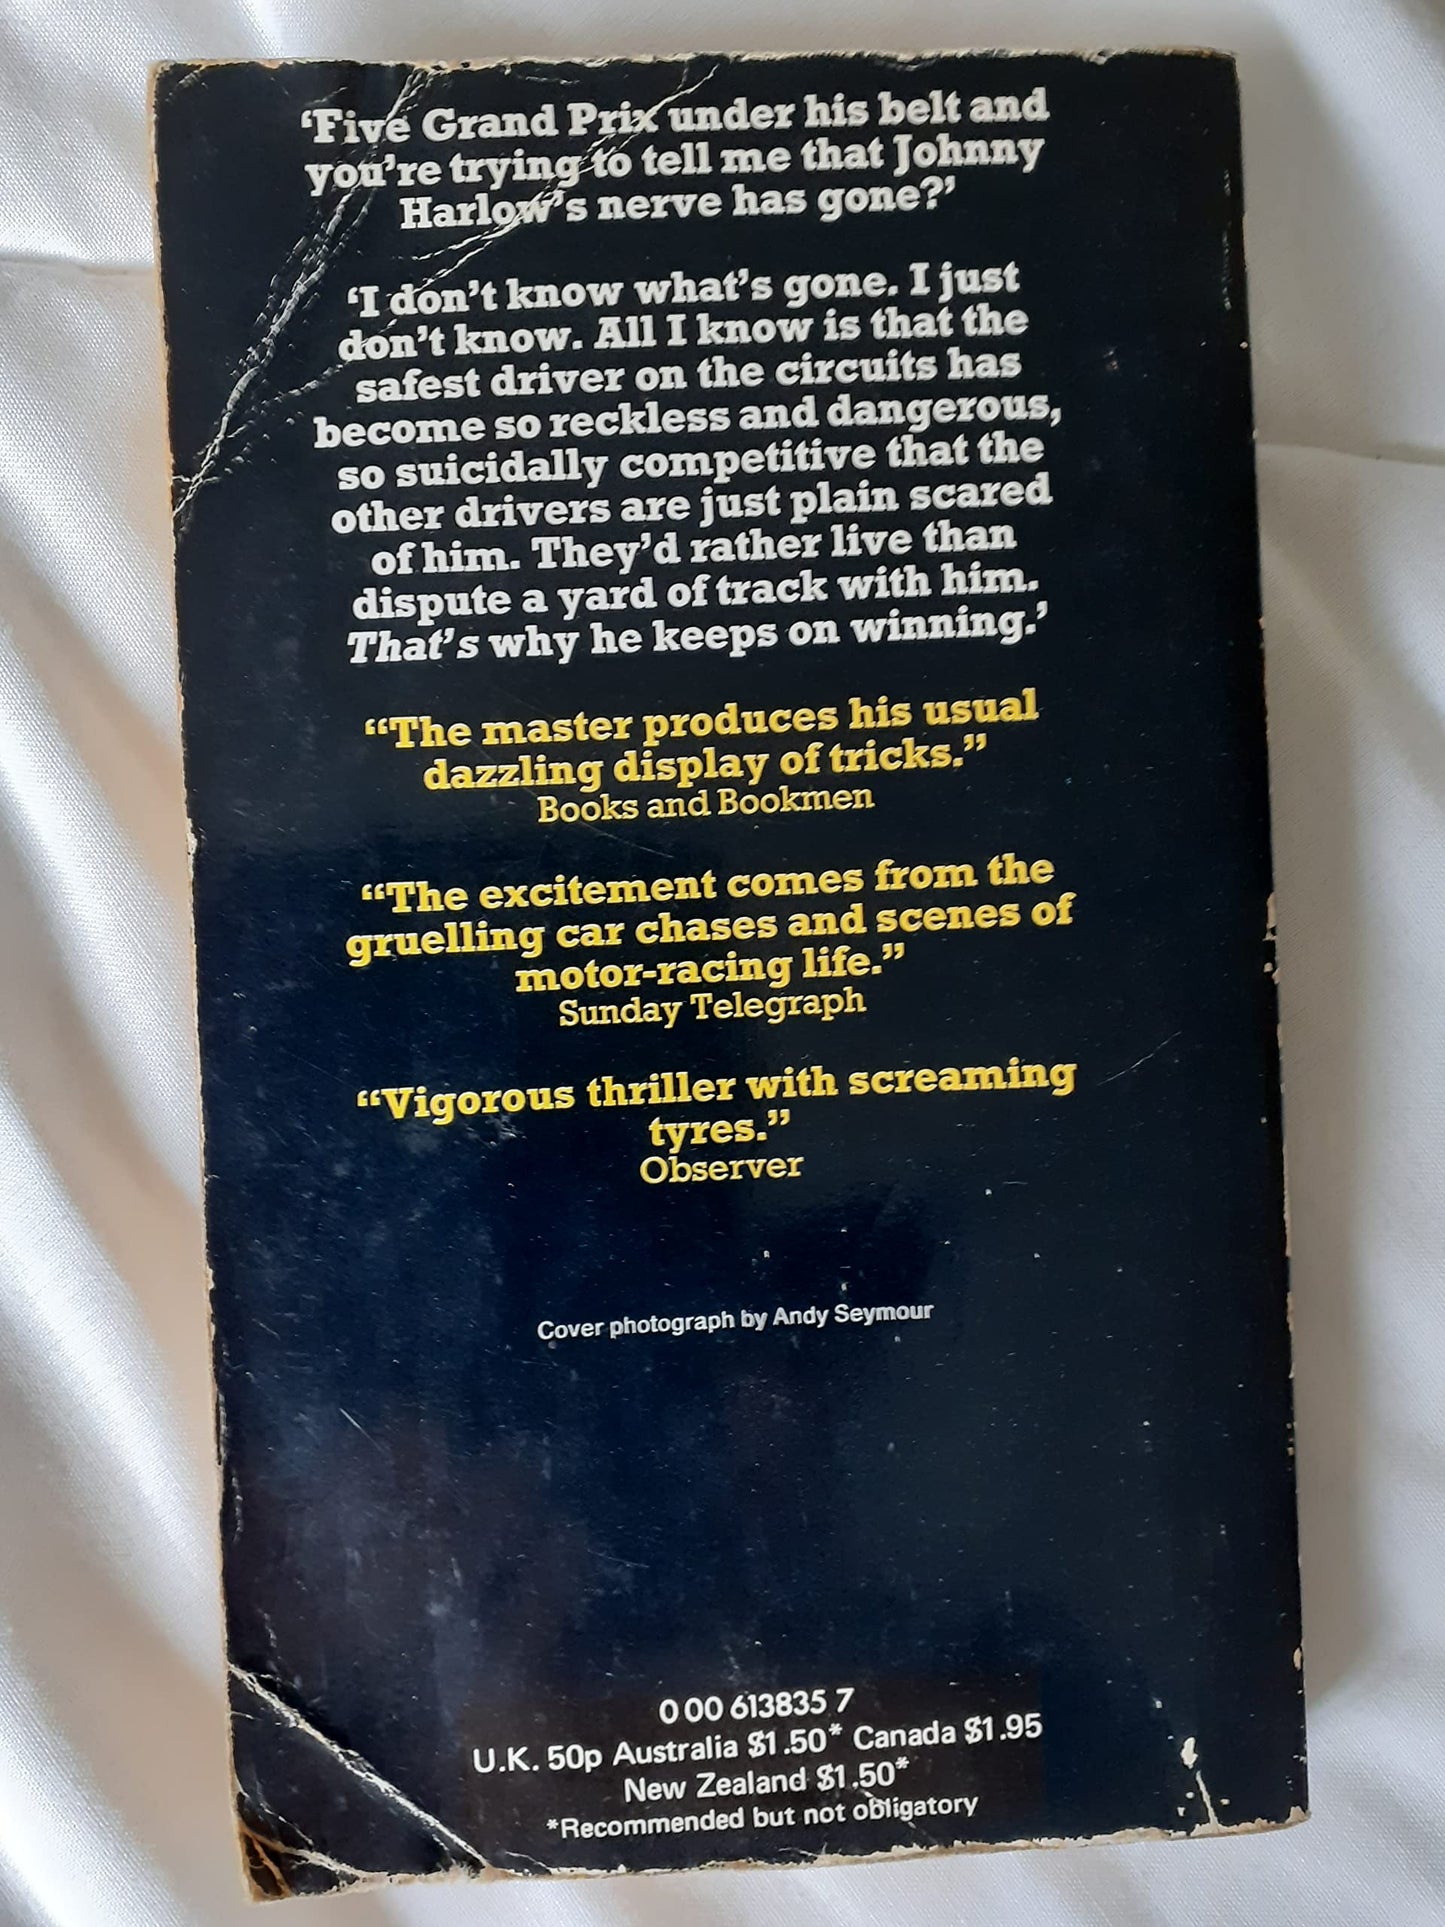 ‘Five Grand Prix under his belt and
you’re trying to tell me that Johnny
Harlow’s nerve has gone?’
‘I don’t know what’s gone. I just
don’t know. All I know is that the
safest driver on the circuits has
become so reckless and dangerous,
so suicidally competitive that the
other drivers are just plain scared
of him. They’d rather live than
dispute a yard of track with him.
That’s why he keeps on winning.’
“The master produces his usual
dazzling display of tricks.”
Books and Bookmen
“The excitement comes from the
gruelling car chases and scenes of
motor-racing life.”
Sunday Telegraph
“Vigorous thriller with screaming
tyres.”
Observer
Cover photograph by Andy Seymour
0 00 613835 7
U.K. 50p Australia $1.50* Canada $1.95
New Zealand $1.50*
*Recommended but not obligatory